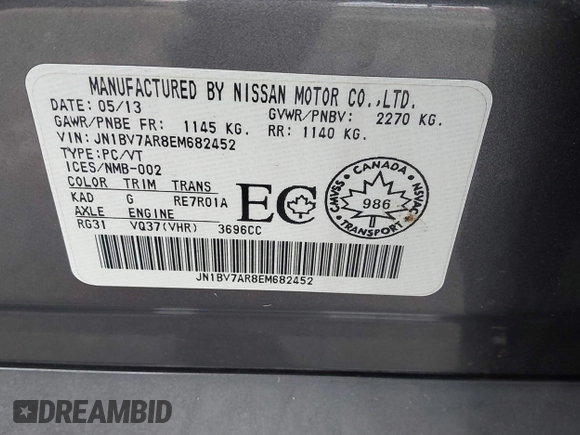 MANUFACTURED BY NISSAN MOTOR CO.,LTD.
DATE: 05/13 GVWR/PNBV: 2270 KG.
GAWR/PNBE FR: 1145 KG. RR: 1140 KG.
VIN: JN1BV7AR8EM682452
TYPE:PC/VT
ICES/NMB-002
COLOR TRIM TRANS
KAD G RE7R01A
AXLE ENGINE
RG31 VQ37(VHR) 3696CC
EC
CANADA
CMVSS
NSVAC
986
TRANSPORT
JN1BV7AR8EM682452
DREAMBID